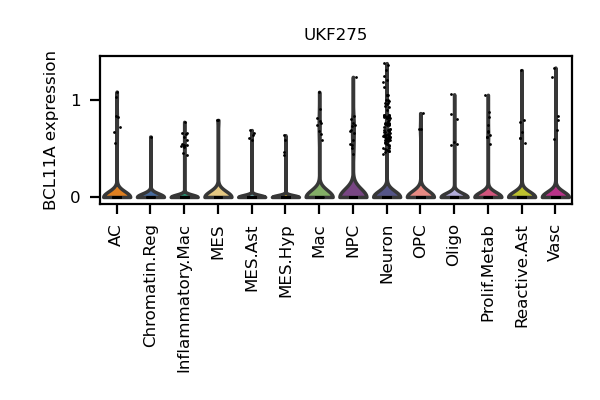 UKF275
BCL11A expression
1
0
AC
Chromatin.Reg
Inflammatory.Mac
MES
MES.Ast
MES.Hyp
Mac
NPC
Neuron
OPC
Oligo
Prolif.Metab
Reactive.Ast
Vasc